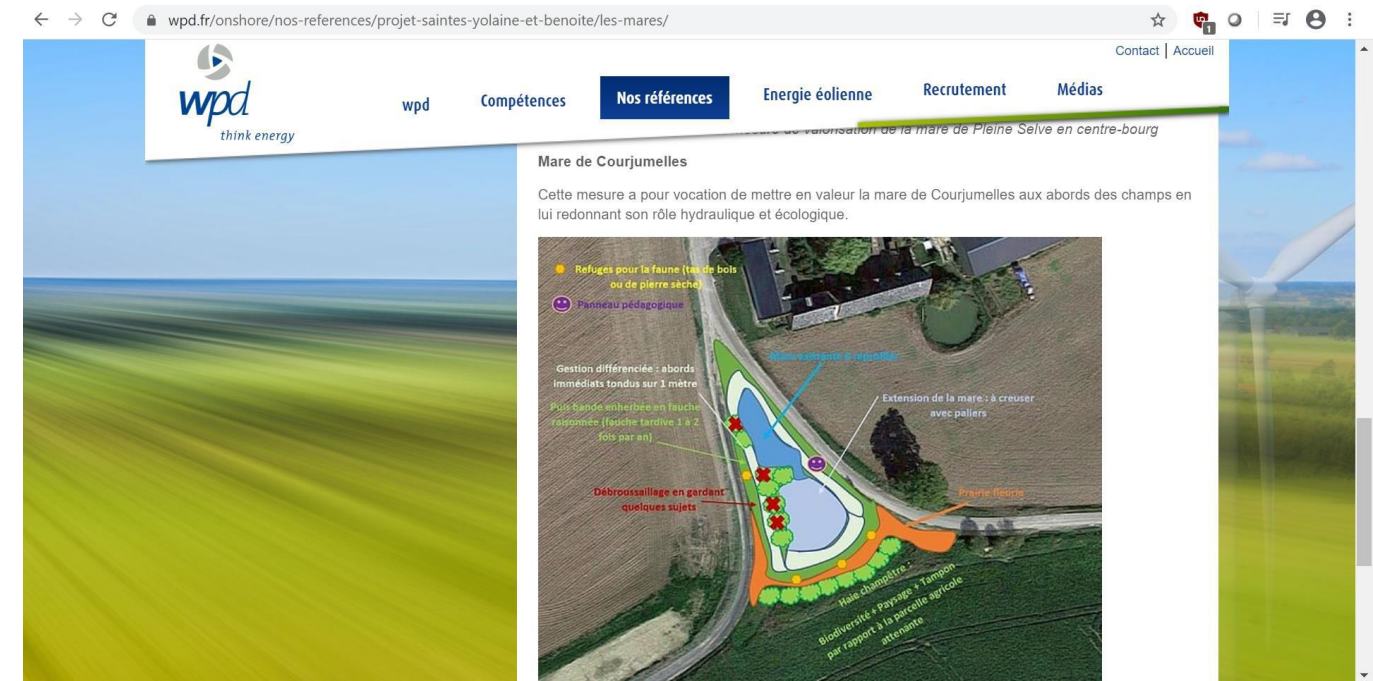 wpd.fr/onshore/nos-references/projet-saintes-yolaine-et-benoite/les-mares/
1
Contact | Accueil
wpd
think energy
wpd
Compétences
Nos références
Energie éolienne
Recrutement
Médias
valorisation de la mare de Pleine Selve en centre-bourg
Mare de Courjumelles
Cette mesure a pour vocation de mettre en valeur la mare de Courjumelles aux abords des champs en
lui redonnant son rôle hydraulique et écologique.
Refuges pour la faune (tas de bois
ou de pierre sèche)
Panneau pédagogique
Mare existante à reprofiler
Gestion différenciée : abords
immédiats tondus sur 1 mètre
Puis bande enherbée en fauche
raisonnée (fauche tardive 1 à 2
fois par an)
Extension de la mare : à creuser
avec paliers
Débroussaillage en gardant
quelques sujets
Prairie fleurie
Haie champêtre :
Biodiversité + Paysage + Tampon
par rapport à la parcelle agricole
attenante